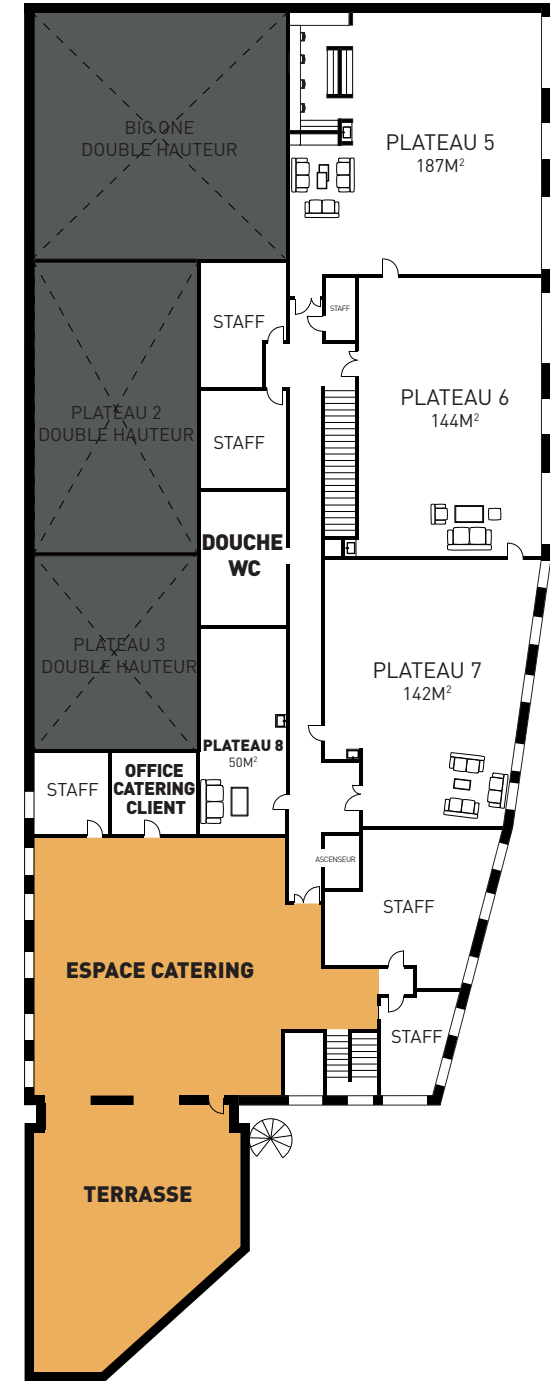 BIG ONE
DOUBLE HAUTEUR
PLATEAU 5
187M²
STAFF
STAFF
PLATEAU 2
DOUBLE HAUTEUR
PLATEAU 6
144M²
STAFF
DOUCHE
WC
PLATEAU 3
DOUBLE HAUTEUR
PLATEAU 7
142M²
PLATEAU 8
50M²
STAFF
OFFICE
CATERING
CLIENT
ASCENSEUR
STAFF
ESPACE CATERING
STAFF
TERRASSE